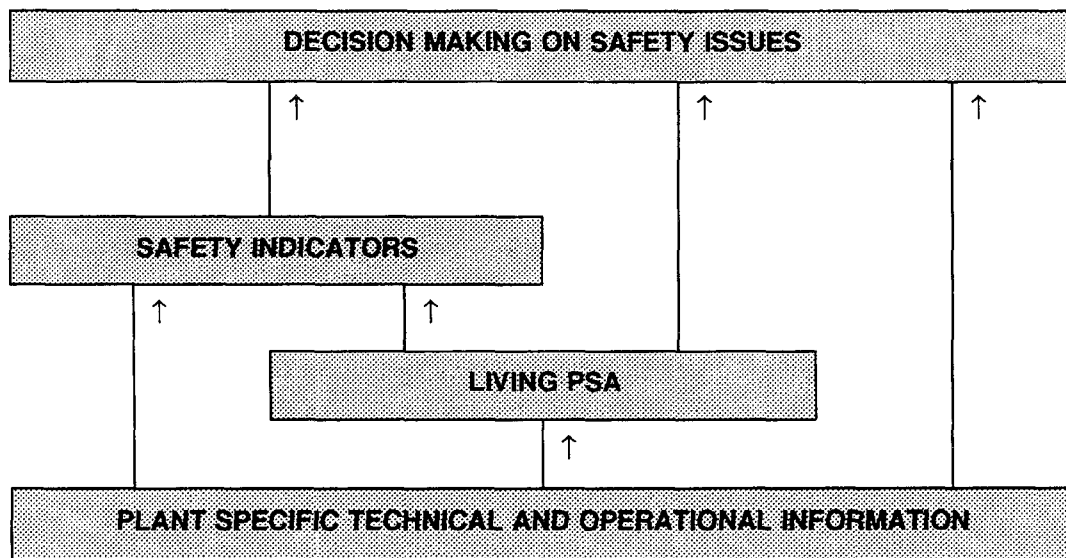 DECISION MAKING ON SAFETY ISSUES
↑ ↑ ↑
SAFETY INDICATORS
↑ ↑
LIVING PSA
↑
PLANT SPECIFIC TECHNICAL AND OPERATIONAL INFORMATION